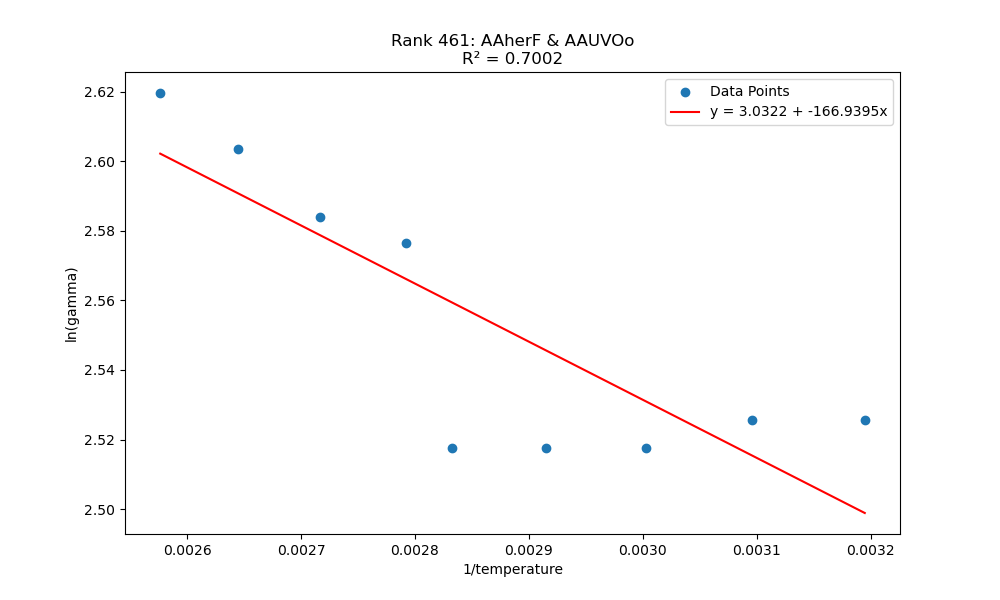 Rank 461: AAherF & AAUVOo
R² = 0.7002
Data Points
y = 3.0322 + -166.9395x
ln(gamma)
2.62
2.60
2.58
2.56
2.54
2.52
2.50
0.0026 0.0027 0.0028 0.0029 0.0030 0.0031 0.0032
1/temperature